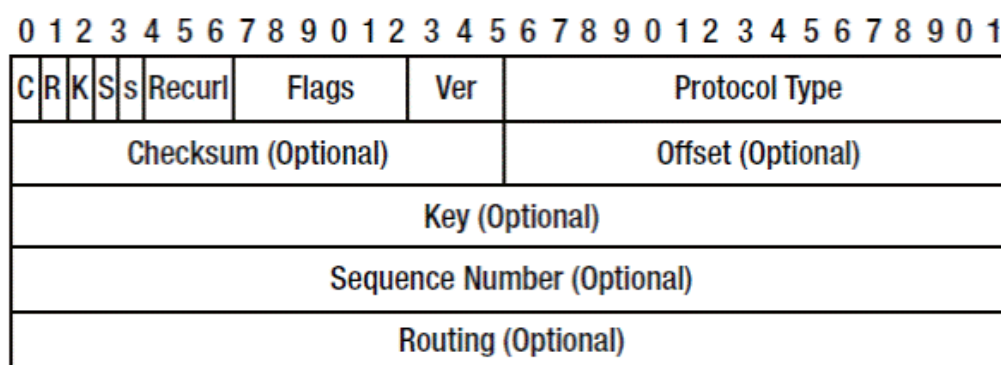 0 1 2 3 4 5 6 7 8 9 0 1 2 3 4 5 6 7 8 9 0 1 2 3 4 5 6 7 8 9 0 1
C R K S s Recurl Flags Ver Protocol Type
Checksum (Optional) Offset (Optional)
Key (Optional)
Sequence Number (Optional)
Routing (Optional)